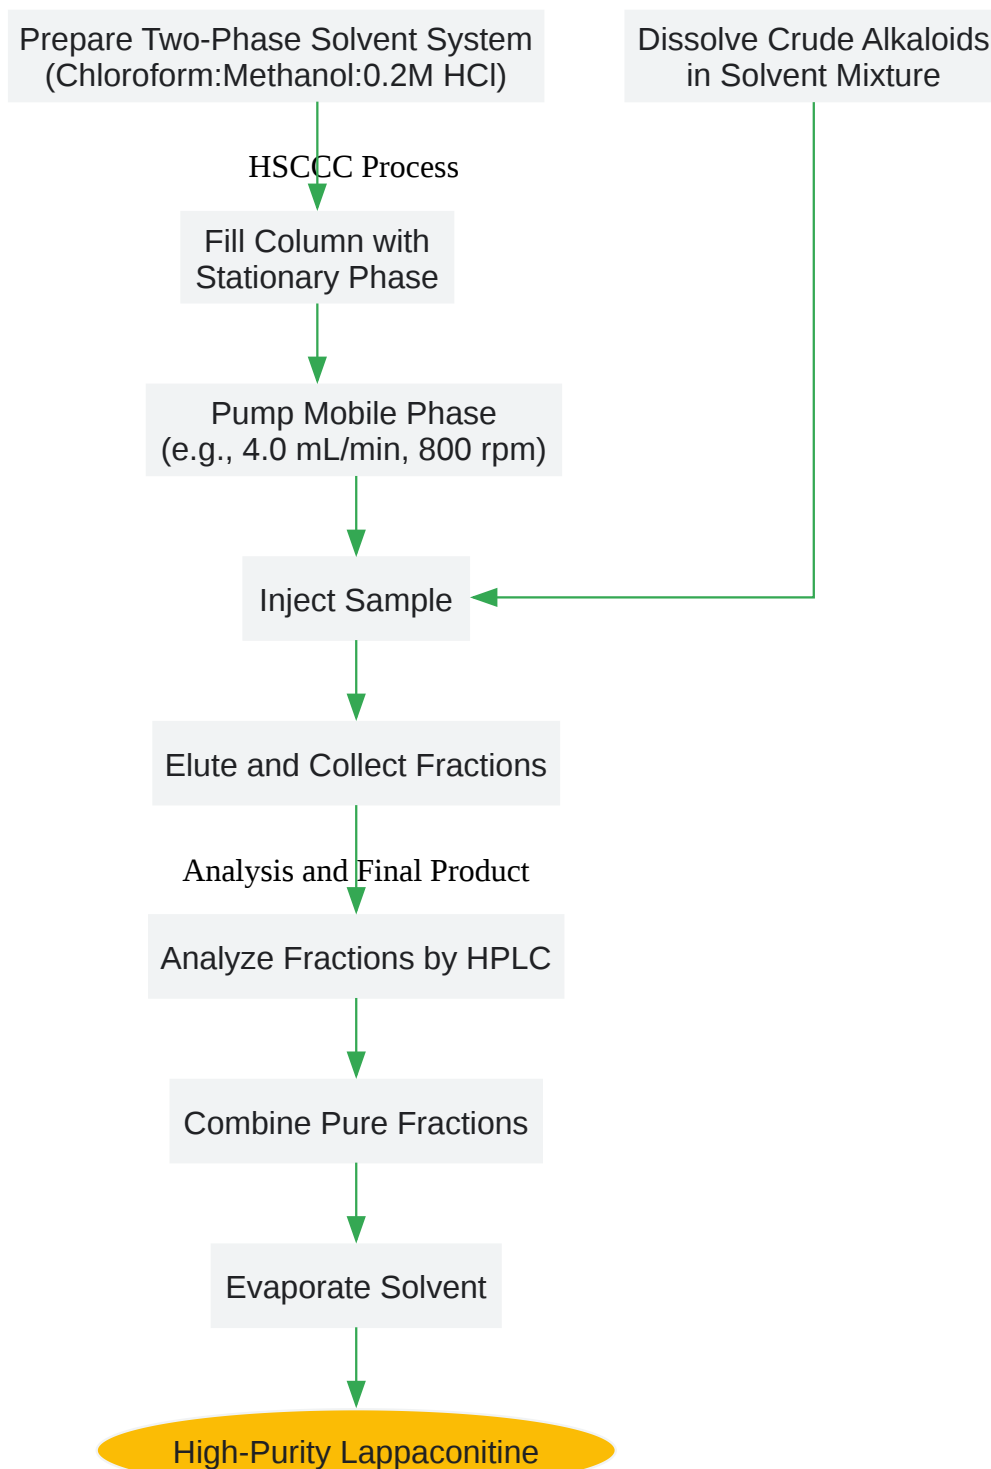 Prepare Two-Phase Solvent System
(Chloroform:Methanol:0.2M HCl)
Dissolve Crude Alkaloids
in Solvent Mixture
HSCCC Process
Fill Column with
Stationary Phase
Pump Mobile Phase
(e.g., 4.0 mL/min, 800 rpm)
Inject Sample
Elute and Collect Fractions
Analysis and Final Product
Analyze Fractions by HPLC
Combine Pure Fractions
Evaporate Solvent
High-Purity Lappaconitine